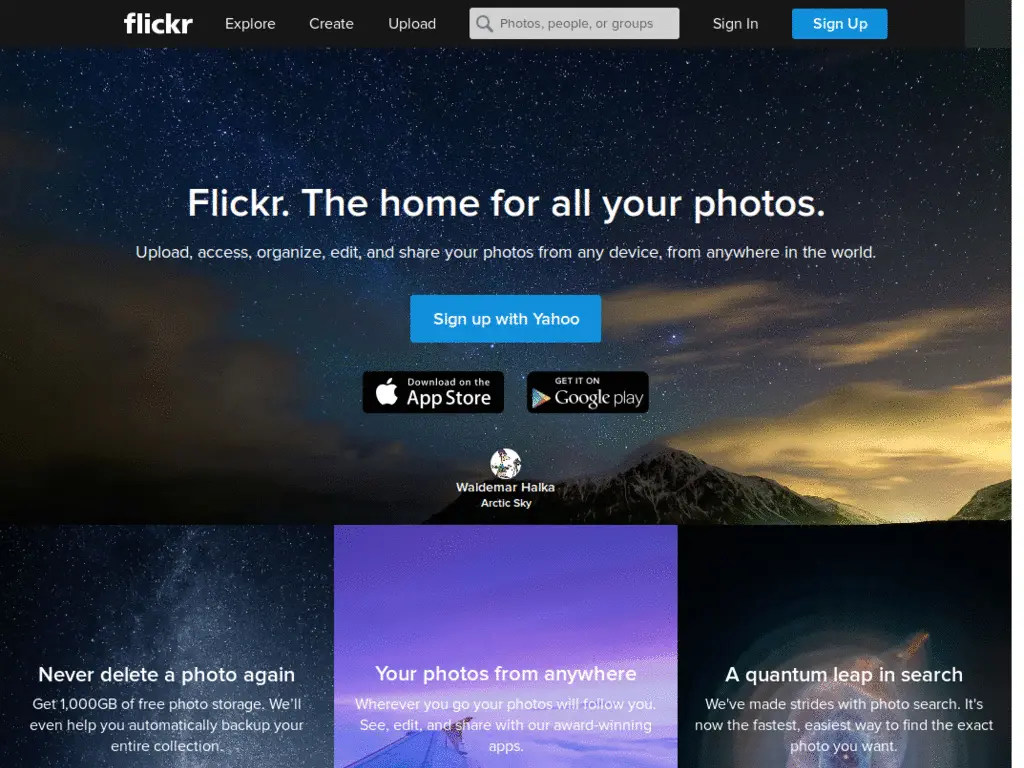 flickr Explore Create Upload Photos, people, or groups Sign In Sign Up
Flickr. The home for all your photos.
Upload, access, organize, edit, and share your photos from any device, from anywhere in the world.
Sign up with Yahoo
Download on the
App Store
GET IT ON
Google play
Waldemar Halka
Arctic Sky
Never delete a photo again
Get 1,000GB of free photo storage. We'll
even help you automatically backup your
entire collection.
Your photos from anywhere
Wherever you go your photos will follow you.
See, edit, and share with our award-winning
apps.
A quantum leap in search
We've made strides with photo search. It's
now the fastest, easiest way to find the exact
photo you want.